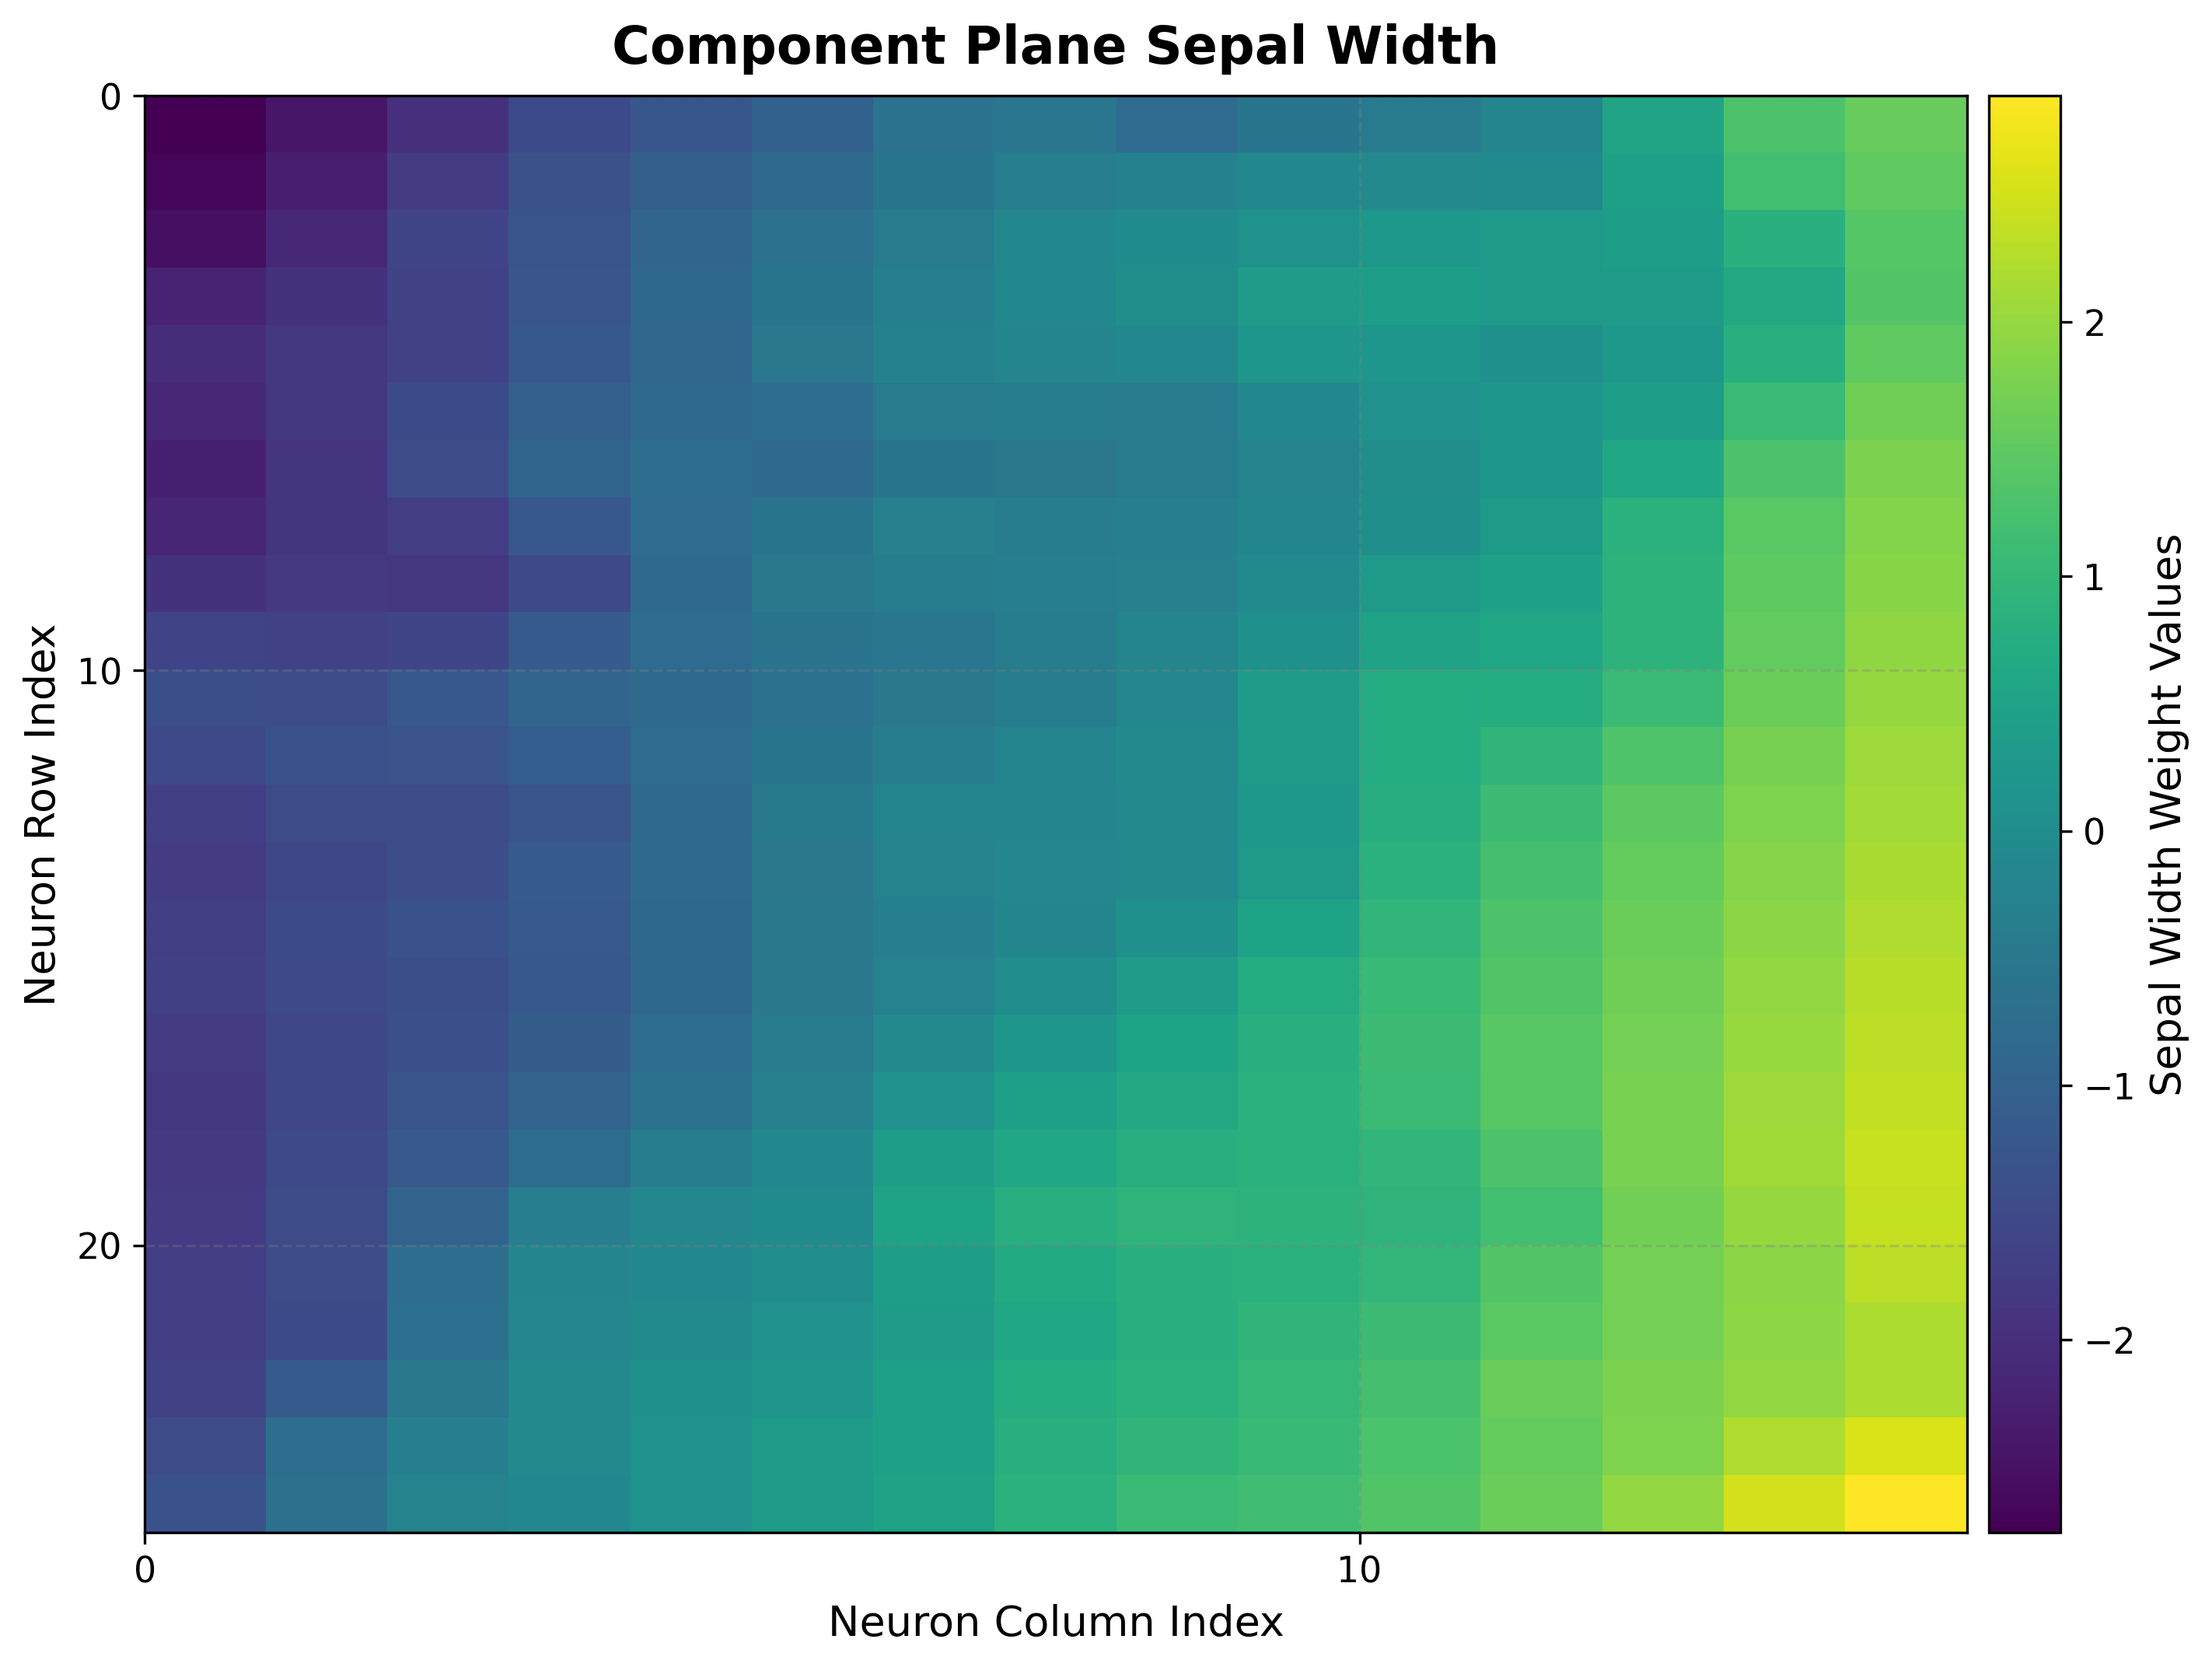 Component Plane Sepal Width
0
10
20
Neuron Row Index
0
10
Neuron Column Index
2
1
0
−1
−2
Sepal Width Weight Values